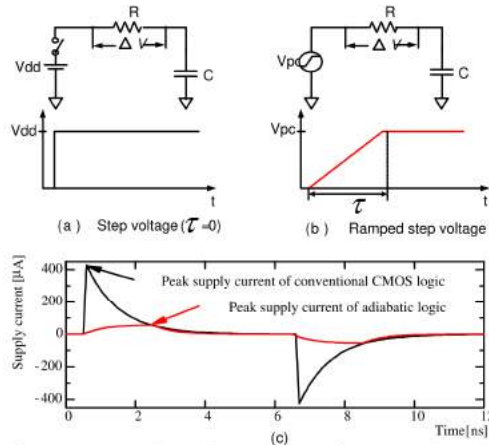 R
R
Δ V
Δ V
Vdd
C
Vpc
C
Vdd
Vpc
t
t
τ
(a) Step voltage (τ=0)
(b) Ramped step voltage
Supply current [μA]
400
200
0
-200
-400
Peak supply current of conventional CMOS logic
Peak supply current of adiabatic logic
0 2 4 6 8 10 12
Time[ns]
(c)